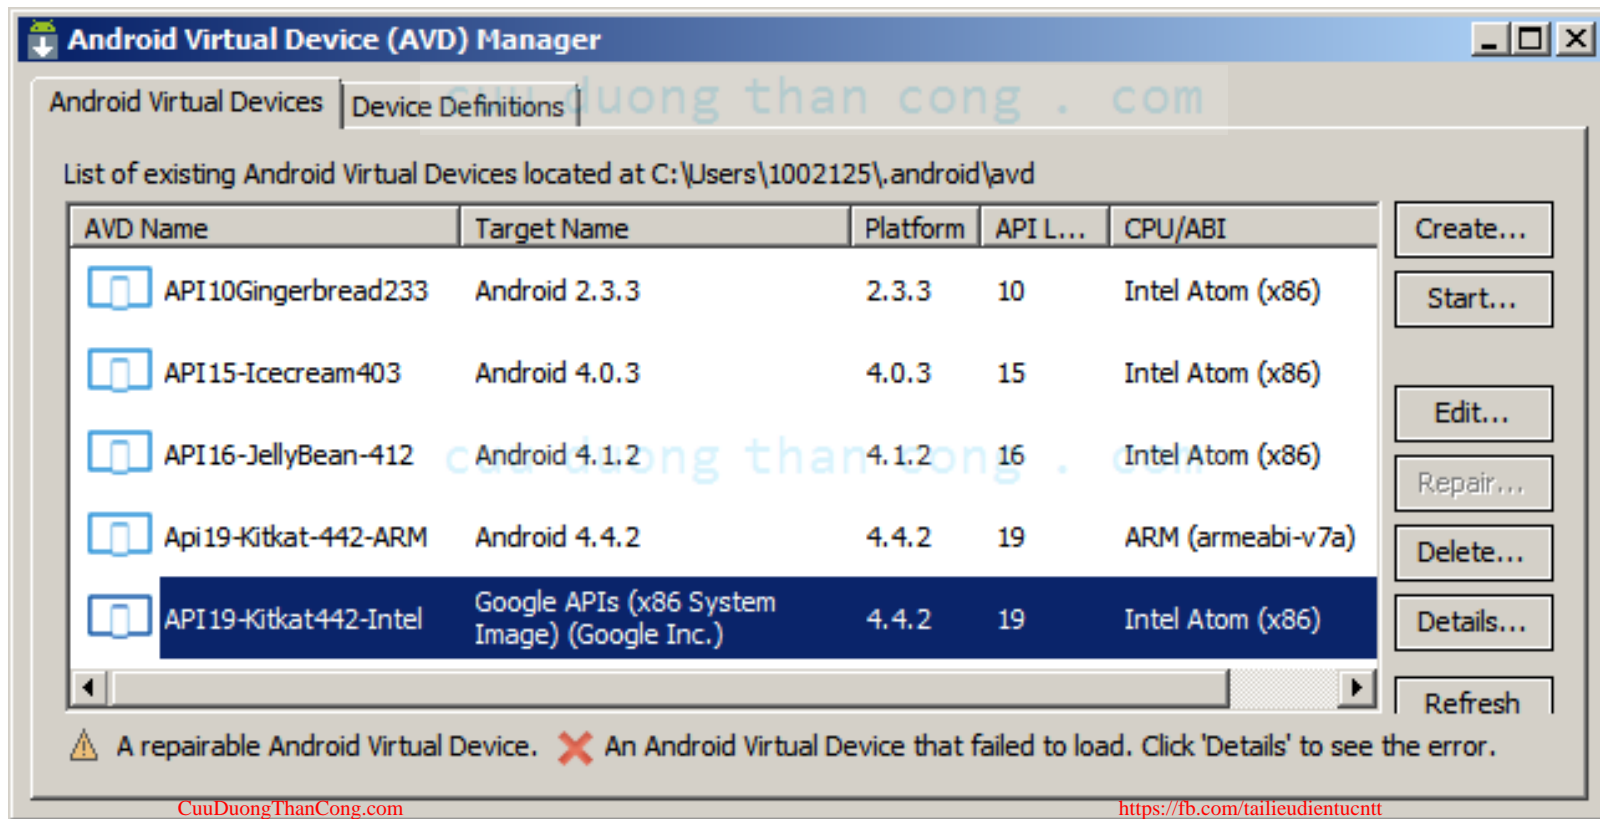 Android Virtual Device (AVD) Manager
cuu duong than cong . com
Android Virtual Devices Device Definitions
List of existing Android Virtual Devices located at C:\Users\1002125\.android\avd
AVD Name Target Name Platform API L... CPU/ABI Create...
API10Gingerbread233 Android 2.3.3 2.3.3 10 Intel Atom (x86) Start...
API15-Icecream403 Android 4.0.3 4.0.3 15 Intel Atom (x86)
Edit...
API16-JellyBean-412 Android 4.1.2 4.1.2 16 Intel Atom (x86)
cuu duong than cong . com
Repair...
Api19-Kitkat-442-ARM Android 4.4.2 4.4.2 19 ARM (armeabi-v7a) Delete...
API19-Kitkat442-Intel Google APIs (x86 System
Image) (Google Inc.) 4.4.2 19 Intel Atom (x86) Details...
Refresh
A repairable Android Virtual Device. An Android Virtual Device that failed to load. Click 'Details' to see the error.
CuuDuongThanCong.com https://fb.com/tailieudientucntt